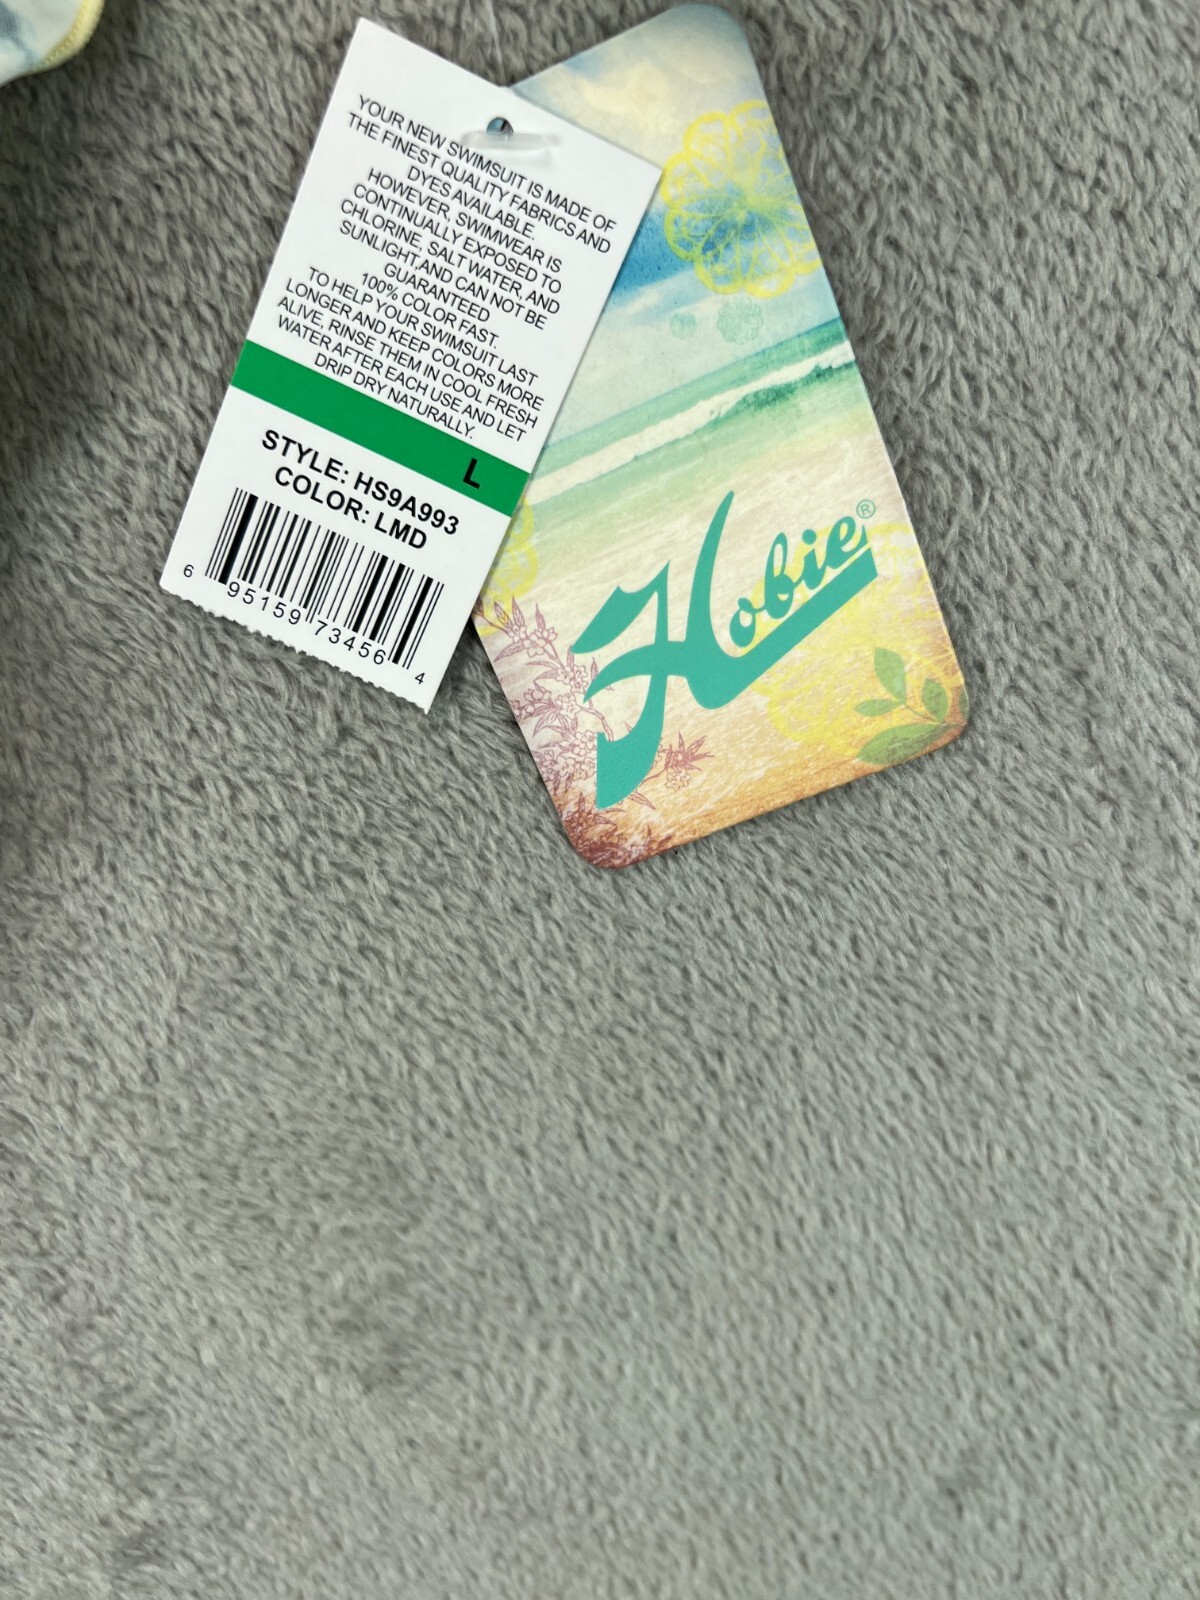 YOUR NEW SWIMSUIT IS MADE OF
THE FINEST QUALITY FABRICS AND
DYES AVAILABLE.
HOWEVER, SWIMWEAR IS
CONTINUALLY EXPOSED TO
CHLORINE, SALT WATER, AND
SUNLIGHT,AND CAN NOT BE
GUARANTEED
100% COLOR FAST.
TO HELP YOUR SWIMSUIT LAST
LONGER AND KEEP COLORS MORE
ALIVE, RINSE THEM IN COOL FRESH
WATER AFTER EACH USE AND LET
DRIP DRY NATURALLY.
L
STYLE: HS9A993
COLOR: LMD
6 95159 73456 4
Hobie®